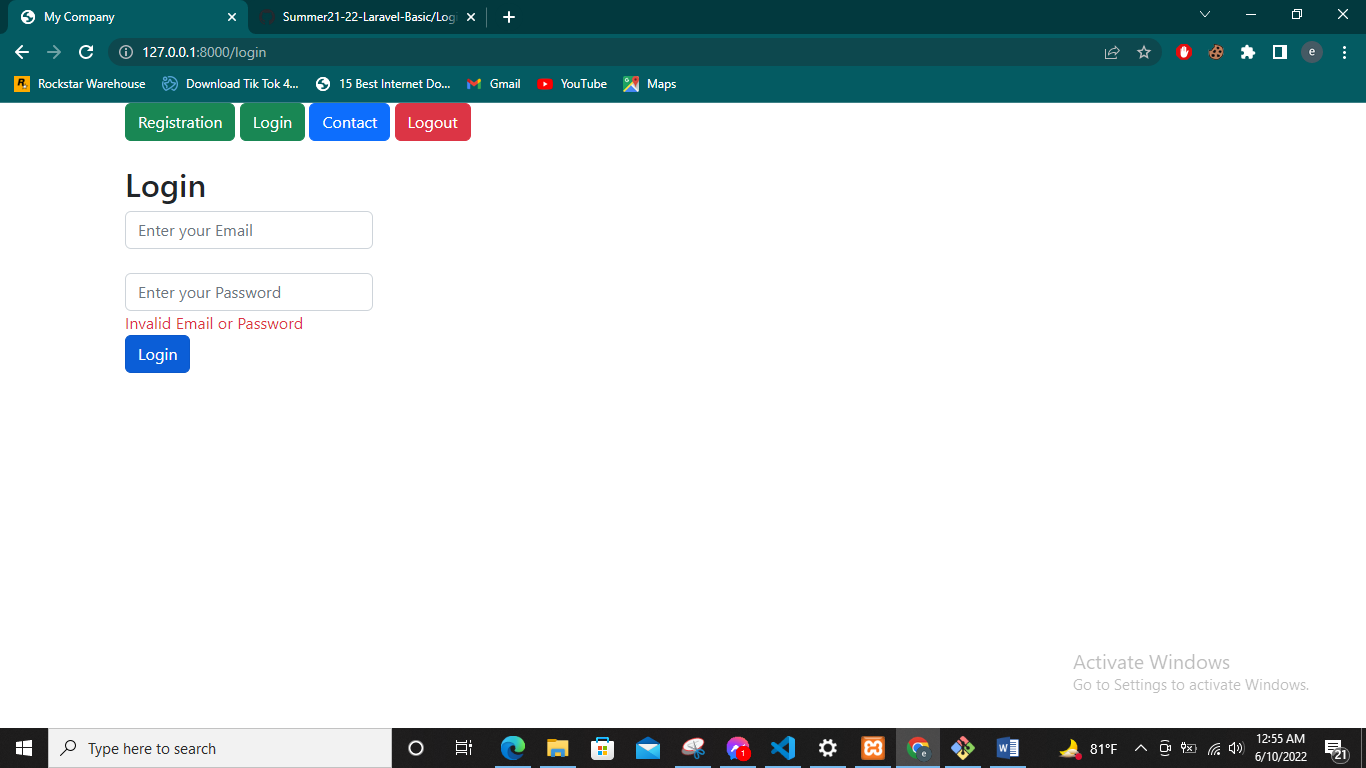 My Company
Summer21-22-Laravel-Basic/Logi
127.0.0.1:8000/login
e
Rockstar Warehouse
Download Tik Tok 4...
15 Best Internet Do...
Gmail
YouTube
Maps
Registration
Login
Contact
Logout
Login
Enter your Email
Enter your Password
Invalid Email or Password
Login
Activate Windows
Go to Settings to activate Windows.
Type here to search
1
e
81°F
12:55 AM
6/10/2022
21